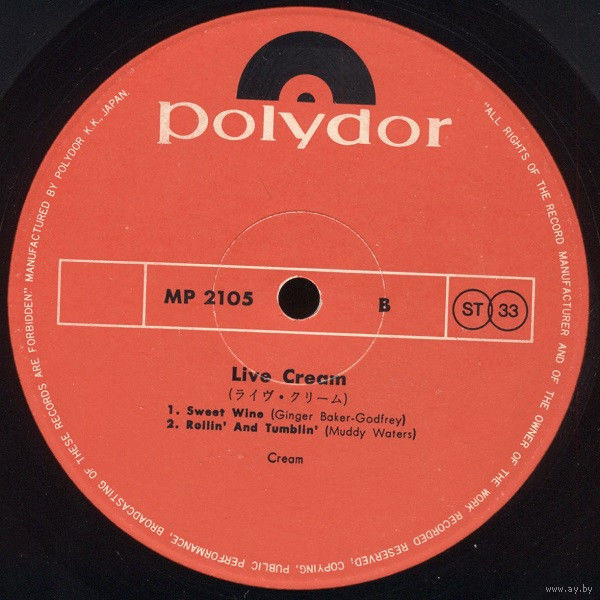 polydor
"ALL RIGHTS OF THE RECORD MANUFACTURER AND OF THE OWNER OF THE WORK RECORDED RESERVED, COPYING, PUBLIC PERFORMANCE, BROADCASTING OF THESE RECORDS ARE FORBIDDEN" MANUFACTURED BY POLYDOR K.K., JAPAN.
MP 2105 B ST 33
Live Cream
(ライヴ・クリーム)
1. Sweet Wine (Ginger Baker-Godfrey)
2. Rollin' And Tumblin' (Muddy Waters)
Cream
www.ay.by